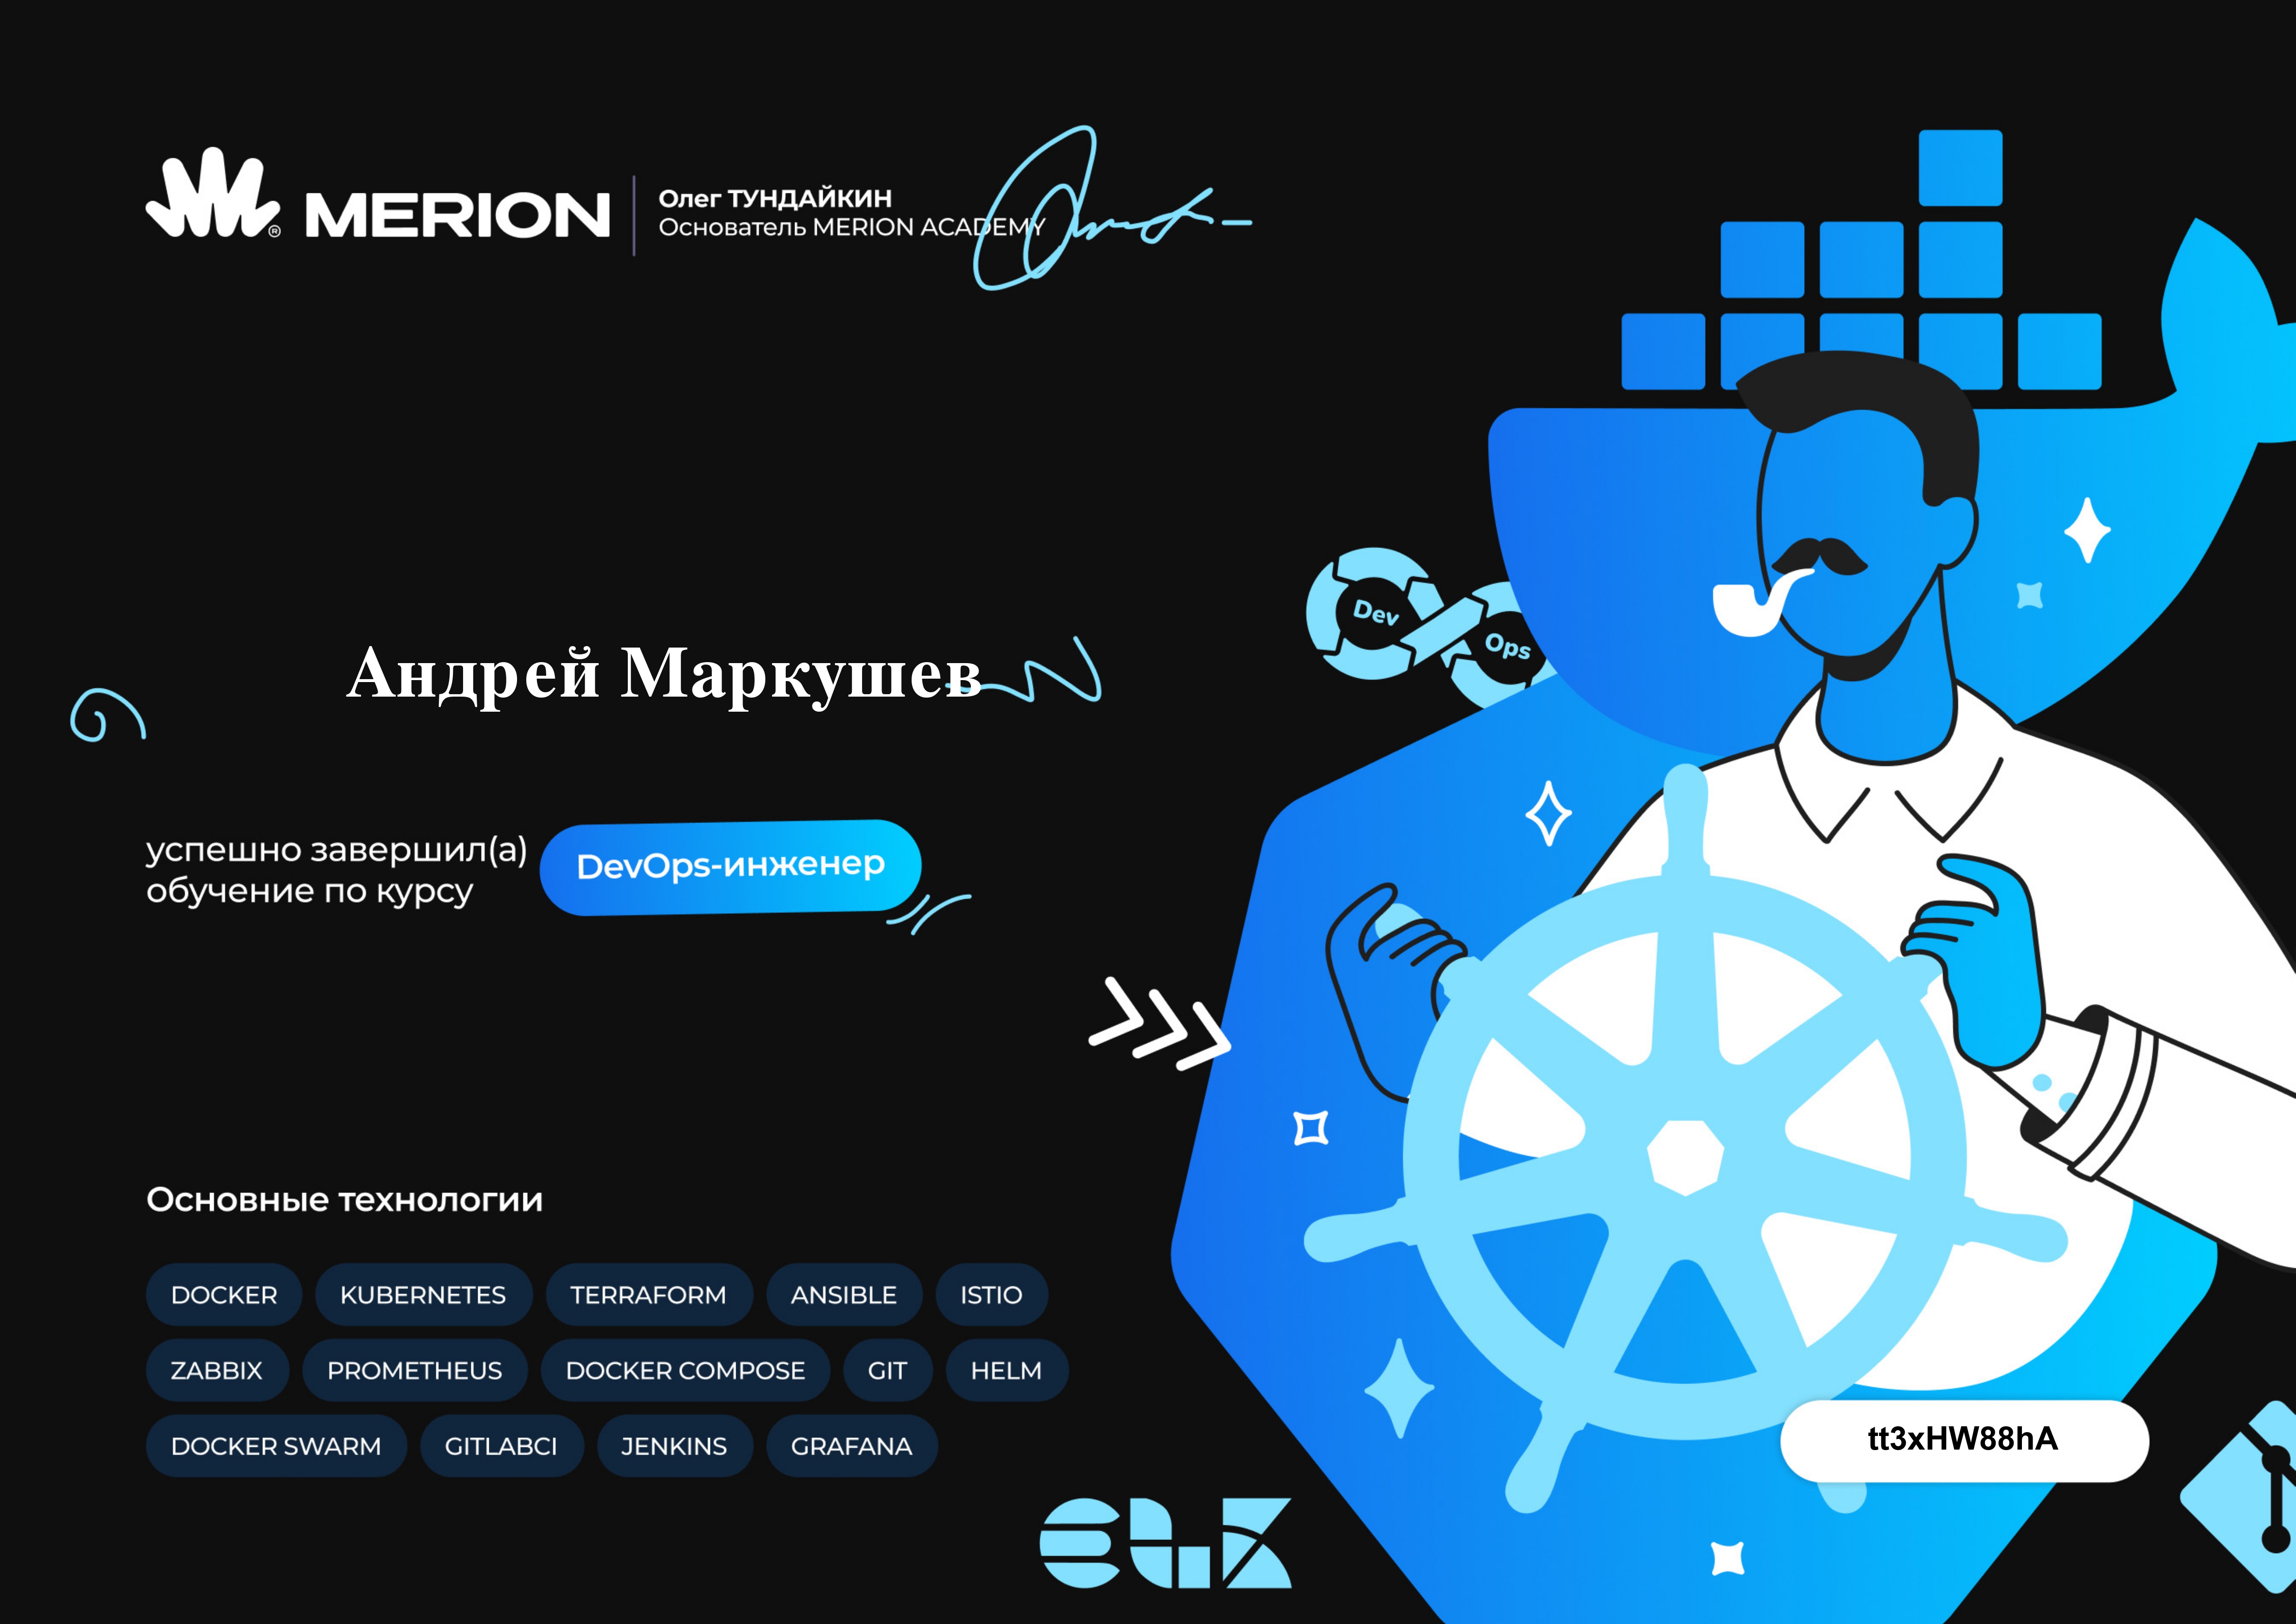 MERION
Олег ТУНДАЙКИН
Основатель MERION ACADEMY
Dev
Ops
Андрей Маркушев
успешно завершил(а)
обучение по курсу
DevOps-инженер
Основные технологии
DOCKER KUBERNETES TERRAFORM ANSIBLE ISTIO
ZABBIX PROMETHEUS DOCKER COMPOSE GIT HELM
DOCKER SWARM GITLABCI JENKINS GRAFANA
tt3xHW88hA
elk